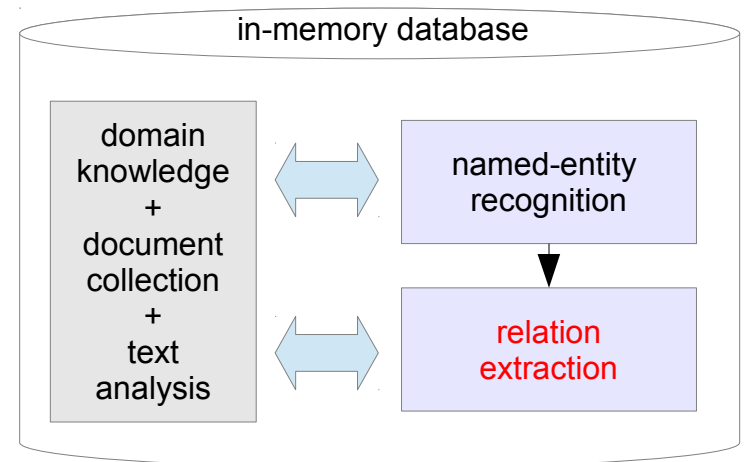 in-memory database
domain
knowledge
+
document
collection
+
text
analysis
named-entity
recognition
relation
extraction